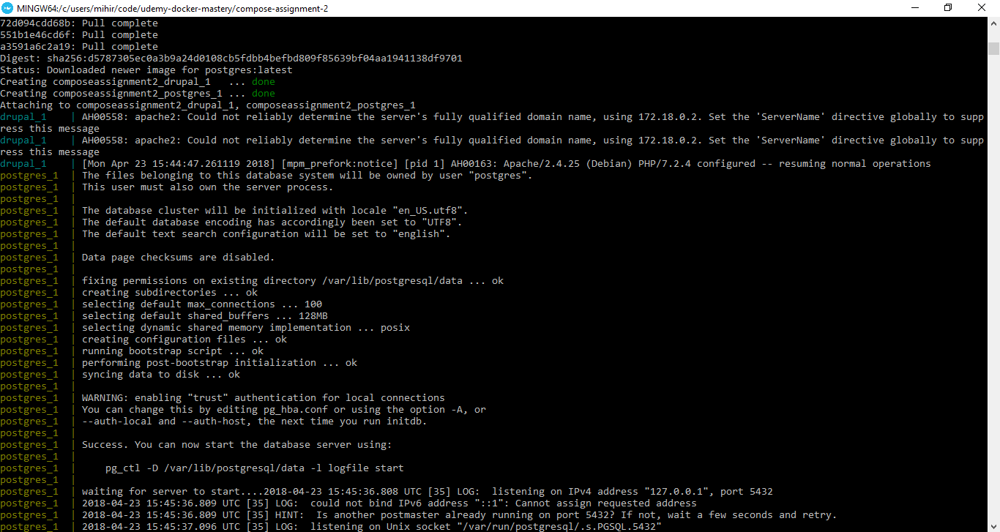 MINGW64:/c/users/mihir/code/udemy-docker-mastery/compose-assignment-2
72d094cdd68b: Pull complete
551b1e46cd6f: Pull complete
a3591a6c2a19: Pull complete
Digest: sha256:d5787305ec0a3b9a24d0108cb5fdbb4befbd809f85639bf04aa1941138df9701
Status: Downloaded newer image for postgres:latest
Creating composeassignment2_drupal_1   ... done
Creating composeassignment2_postgres_1 ... done
Attaching to composeassignment2_drupal_1, composeassignment2_postgres_1
drupal_1    | AH00558: apache2: Could not reliably determine the server's fully qualified domain name, using 172.18.0.2. Set the 'ServerName' directive globally to supp
ress this message
drupal_1    | AH00558: apache2: Could not reliably determine the server's fully qualified domain name, using 172.18.0.2. Set the 'ServerName' directive globally to supp
ress this message
drupal_1    | [Mon Apr 23 15:44:47.261119 2018] [mpm_prefork:notice] [pid 1] AH00163: Apache/2.4.25 (Debian) PHP/7.2.4 configured -- resuming normal operations
postgres_1  | The files belonging to this database system will be owned by user "postgres".
postgres_1  | This user must also own the server process.
postgres_1  |
postgres_1  | The database cluster will be initialized with locale "en_US.utf8".
postgres_1  | The default database encoding has accordingly been set to "UTF8".
postgres_1  | The default text search configuration will be set to "english".
postgres_1  |
postgres_1  | Data page checksums are disabled.
postgres_1  |
postgres_1  | fixing permissions on existing directory /var/lib/postgresql/data ... ok
postgres_1  | creating subdirectories ... ok
postgres_1  | selecting default max_connections ... 100
postgres_1  | selecting default shared_buffers ... 128MB
postgres_1  | selecting dynamic shared memory implementation ... posix
postgres_1  | creating configuration files ... ok
postgres_1  | running bootstrap script ... ok
postgres_1  | performing post-bootstrap initialization ... ok
postgres_1  | syncing data to disk ... ok
postgres_1  |
postgres_1  | WARNING: enabling "trust" authentication for local connections
postgres_1  | You can change this by editing pg_hba.conf or using the option -A, or
postgres_1  | --auth-local and --auth-host, the next time you run initdb.
postgres_1  |
postgres_1  | Success. You can now start the database server using:
postgres_1  |
postgres_1  |     pg_ctl -D /var/lib/postgresql/data -l logfile start
postgres_1  |
postgres_1  | waiting for server to start....2018-04-23 15:45:36.808 UTC [35] LOG:  listening on IPv4 address "127.0.0.1", port 5432
postgres_1  | 2018-04-23 15:45:36.809 UTC [35] LOG:  could not bind IPv6 address "::1": Cannot assign requested address
postgres_1  | 2018-04-23 15:45:36.809 UTC [35] HINT:  Is another postmaster already running on port 5432? If not, wait a few seconds and retry.
postgres_1  | 2018-04-23 15:45:37.096 UTC [35] LOG:  listening on Unix socket "/var/run/postgresql/.s.PGSQL.5432"